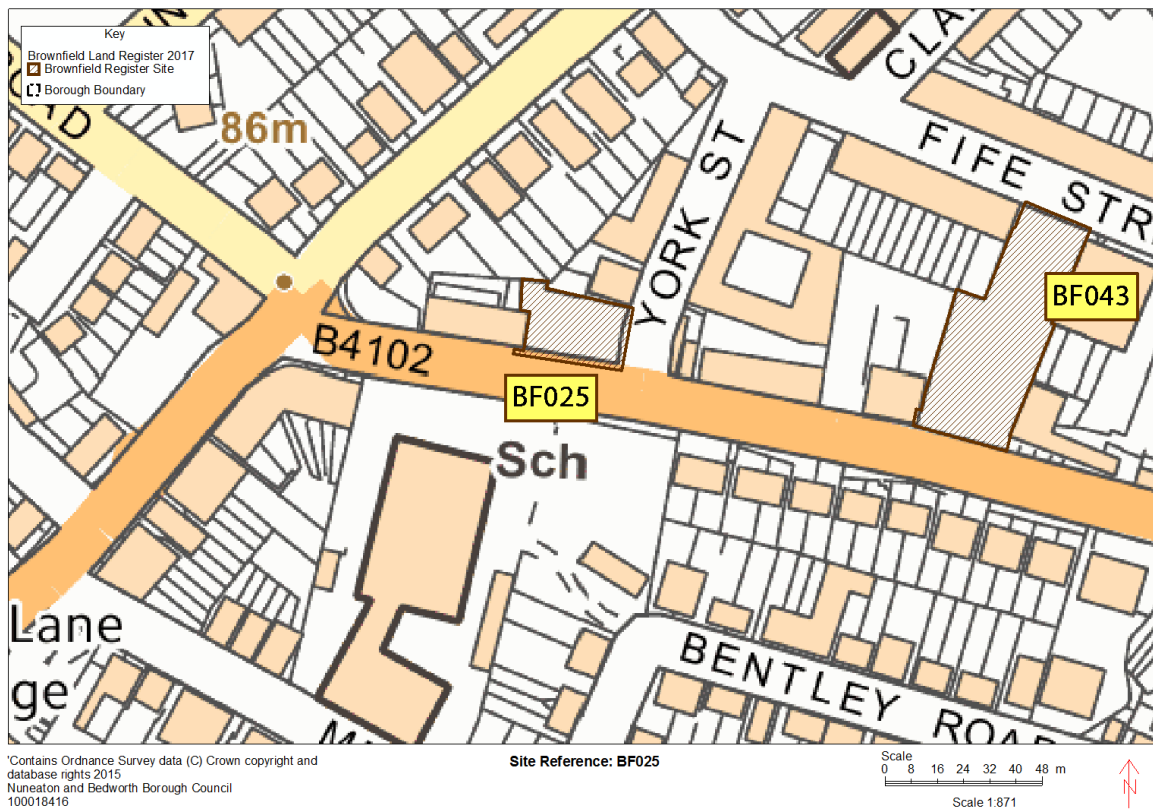 Key
Brownfield Land Register 2017
Brownfield Register Site
Borough Boundary
ROAD
86m
CLA
YORK ST
FIFE STR
BF043
B4102
BF025
Sch
Lane
ge
BENTLEY ROAD
'Contains Ordnance Survey data (C) Crown copyright and
database rights 2015
Nuneaton and Bedworth Borough Council
100018416
Site Reference: BF025
Scale
0 8 16 24 32 40 48 m
Scale 1:871
N